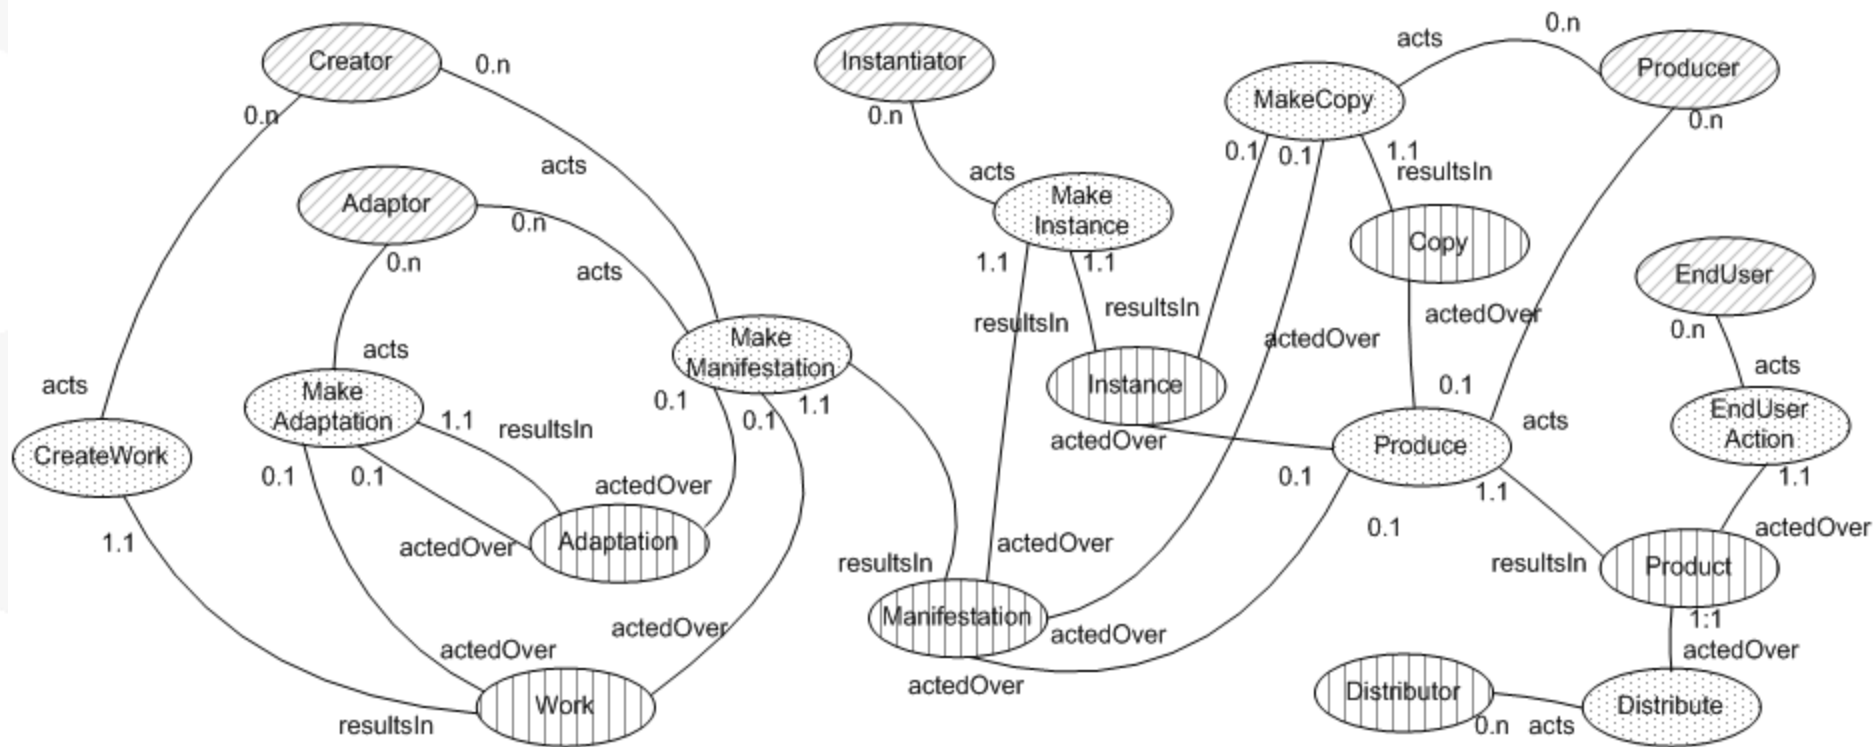 Creator
0.n
0.n
acts
Adaptor
0.n
0.n
acts
acts
acts
Make
Adaptation
1.1
resultsIn
CreateWork
0.1
0.1
1.1
actedOver
actedOver
Adaptation
Make
Manifestation
0.1
0.1
1.1
actedOver
actedOver
resultsIn
Work
Instantiator
0.n
acts
Make
Instance
1.1
1.1
resultsIn
resultsIn
Instance
actedOver
actedOver
resultsIn
Manifestation
actedOver
actedOver
acts
0.n
Producer
0.n
MakeCopy
0.1
0.1
1.1
resultsIn
Copy
actedOver
actedOver
0.1
Produce
acts
0.1
1.1
0.1
EndUser
0.n
acts
EndUser
Action
1.1
actedOver
resultsIn
Product
1:1
actedOver
Distributor
0.n
acts
Distribute